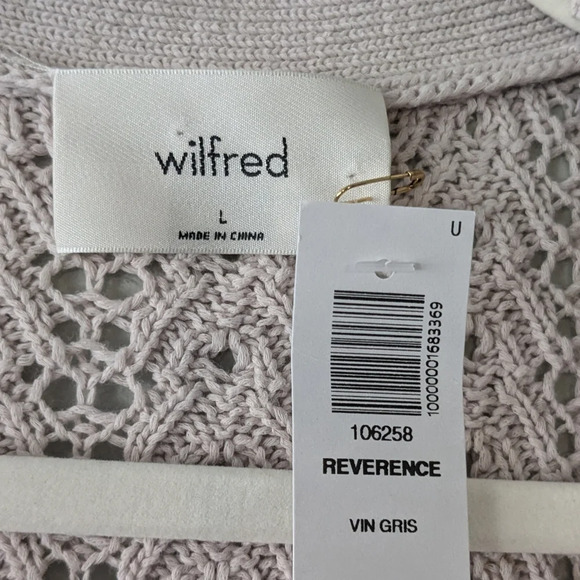 wilfred
L
MADE IN CHINA
U
10000001683369
106258
REVERENCE
VIN GRIS